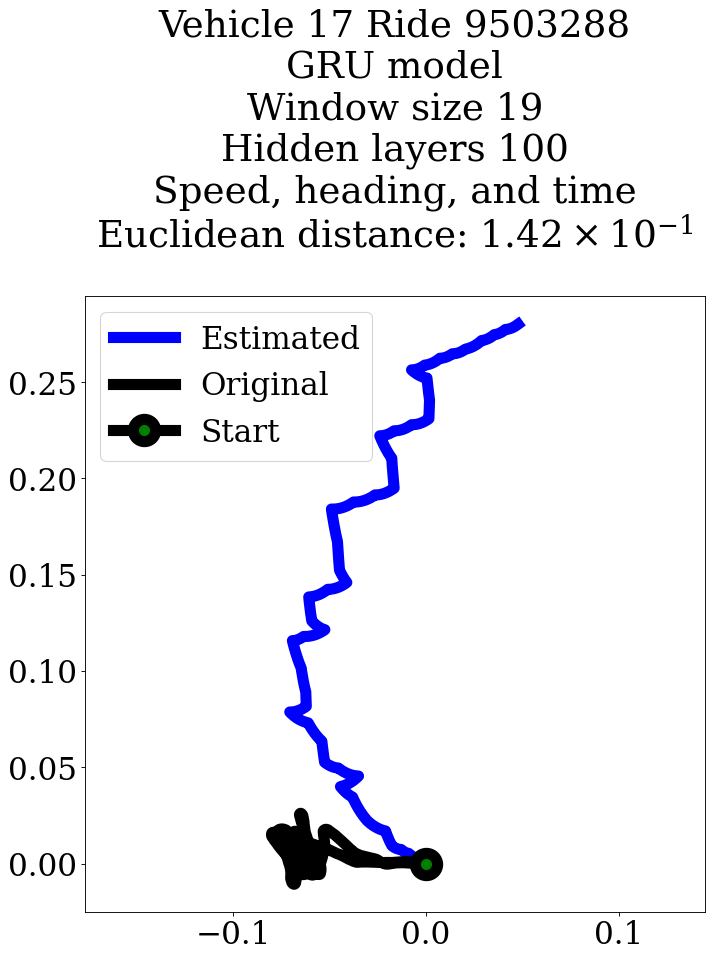 Vehicle 17 Ride 9503288
GRU model
Window size 19
Hidden layers 100
Speed, heading, and time
Euclidean distance: 1.42 × 10⁻¹
Estimated
Original
Start
0.25
0.20
0.15
0.10
0.05
0.00
−0.1
0.0
0.1